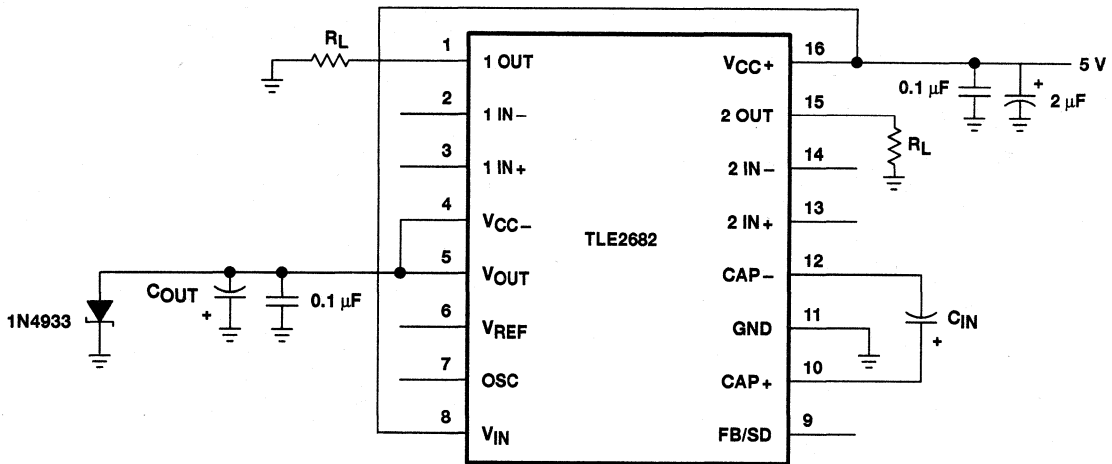 RL
1
1 OUT
2
1 IN−
3
1 IN+
4
VCC−
5
VOUT
6
VREF
7
OSC
8
VIN
TLE2682
16
VCC+
15
2 OUT
14
2 IN−
13
2 IN+
12
CAP−
11
GND
10
CAP+
9
FB/SD
5 V
0.1 µF
+
2 µF
RL
CIN
+
1N4933
COUT
+
0.1 µF